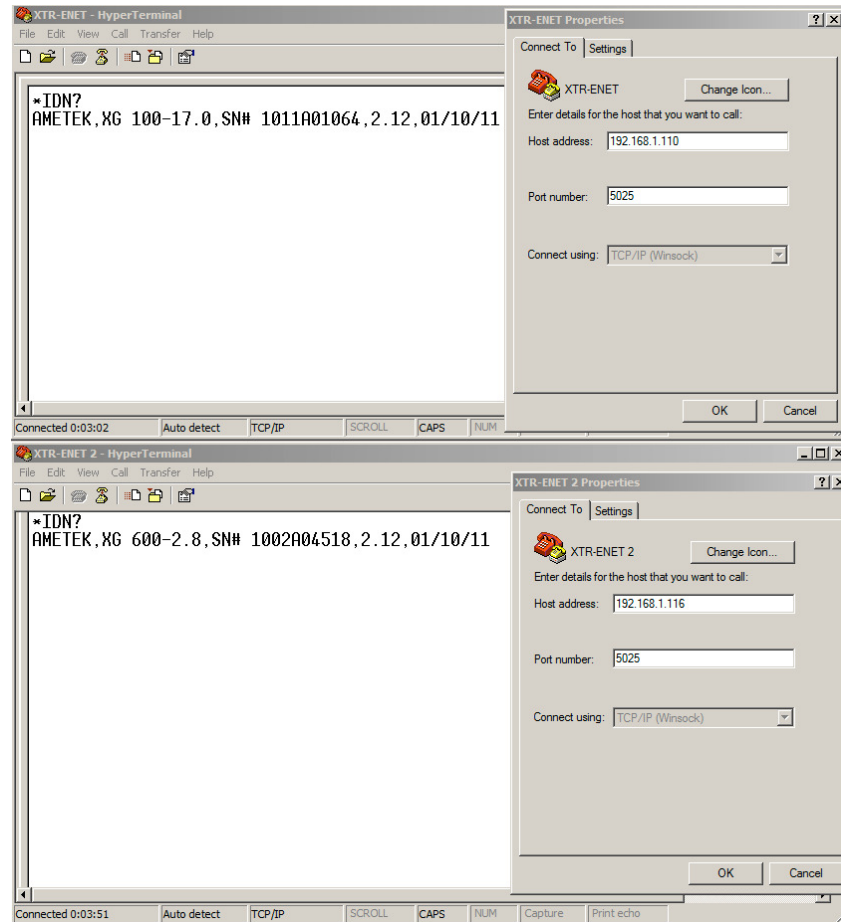 XTR-ENET - HyperTerminal
File Edit View Call Transfer Help
*IDN?
AMETEK,XG 100-17.0,SN# 1011A01064,2.12,01/10/11
Connected 0:03:02 Auto detect TCP/IP SCROLL CAPS NUM
XTR-ENET Properties
Connect To Settings
XTR-ENET Change Icon...
Enter details for the host that you want to call:
Host address: 192.168.1.110
Port number: 5025
Connect using: TCP/IP (Winsock)
OK Cancel
XTR-ENET 2 - HyperTerminal
File Edit View Call Transfer Help
*IDN?
AMETEK,XG 600-2.8,SN# 1002A04518,2.12,01/10/11
XTR-ENET 2 Properties
Connect To Settings
XTR-ENET 2 Change Icon...
Enter details for the host that you want to call:
Host address: 192.168.1.116
Port number: 5025
Connect using: TCP/IP (Winsock)
OK Cancel
Connected 0:03:51 Auto detect TCP/IP SCROLL CAPS NUM Capture Print echo